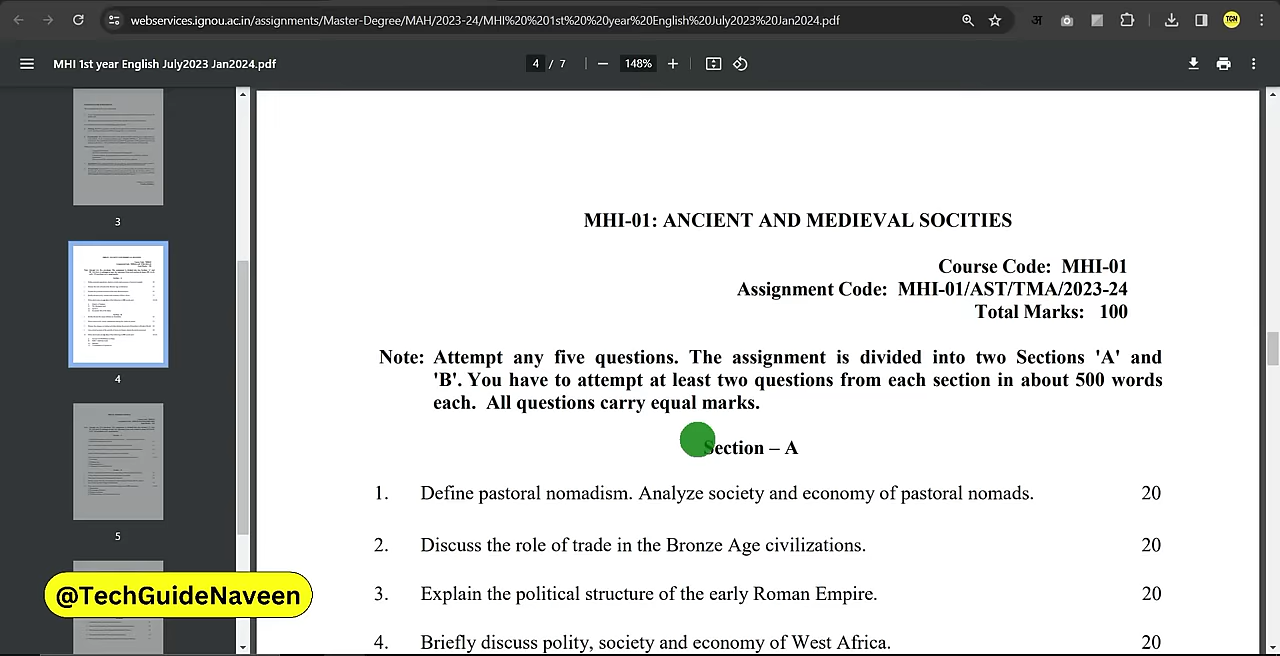 webservices.ignou.ac.in/assignments/Master-Degree/MAH/2023-24/MHI%20%201st%20%20year%20English%20July2023%20Jan2024.pdf
अ
TGN
MHI 1st year English July2023 Jan2024.pdf
4 / 7
148%
3
4
5
MHI-01: ANCIENT AND MEDIEVAL SOCITIES
Course Code: MHI-01
Assignment Code: MHI-01/AST/TMA/2023-24
Total Marks: 100
Note: Attempt any five questions. The assignment is divided into two Sections 'A' and
'B'. You have to attempt at least two questions from each section in about 500 words
each. All questions carry equal marks.
Section – A
1. Define pastoral nomadism. Analyze society and economy of pastoral nomads. 20
2. Discuss the role of trade in the Bronze Age civilizations. 20
3. Explain the political structure of the early Roman Empire. 20
4. Briefly discuss polity, society and economy of West Africa. 20
@TechGuideNaveen